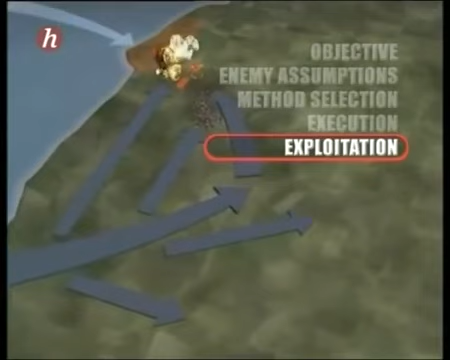 h
OBJECTIVE
ENEMY ASSUMPTIONS
METHOD SELECTION
EXECUTION
EXPLOITATION